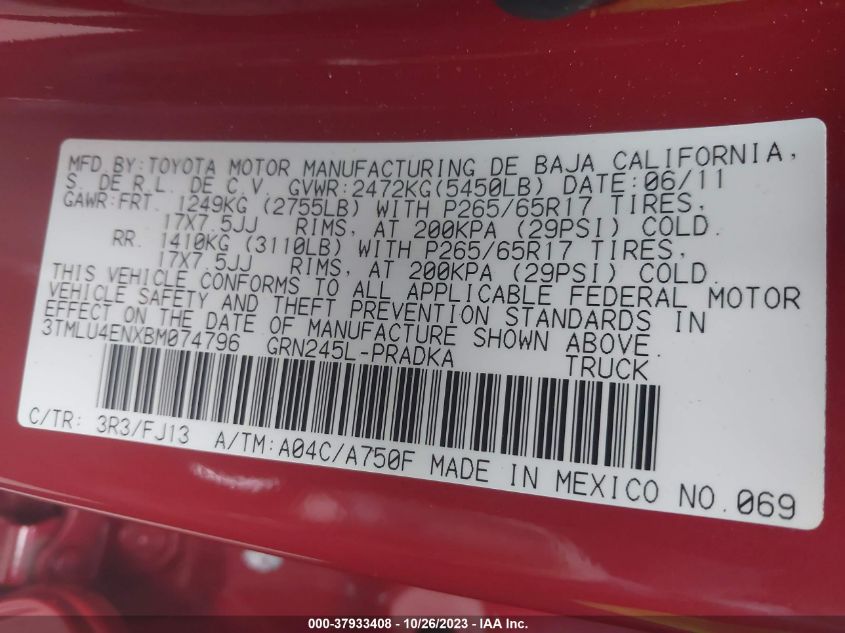 MFD BY: TOYOTA MOTOR MANUFACTURING DE BAJA CALIFORNIA,
S. DE R.L. DE C.V. GVWR:2472KG(5450LB) DATE:06/11
GAWR:FRT. 1249KG (2755LB) WITH P265/65R17 TIRES,
17X7.5JJ RIMS, AT 200KPA (29PSI) COLD.
RR. 1410KG (3110LB) WITH P265/65R17 TIRES,
17X7.5JJ RIMS, AT 200KPA (29PSI) COLD.
THIS VEHICLE CONFORMS TO ALL APPLICABLE FEDERAL MOTOR
VEHICLE SAFETY AND THEFT PREVENTION STANDARDS IN
EFFECT ON THE DATE OF MANUFACTURE SHOWN ABOVE.
3TMLU4ENXBM074796 GRN245L-PRADKA TRUCK
C/TR: 3R3/FJ13 A/TM:A04C/A750F MADE IN MEXICO NO.069
000-37933408 - 10/26/2023 - IAA Inc.